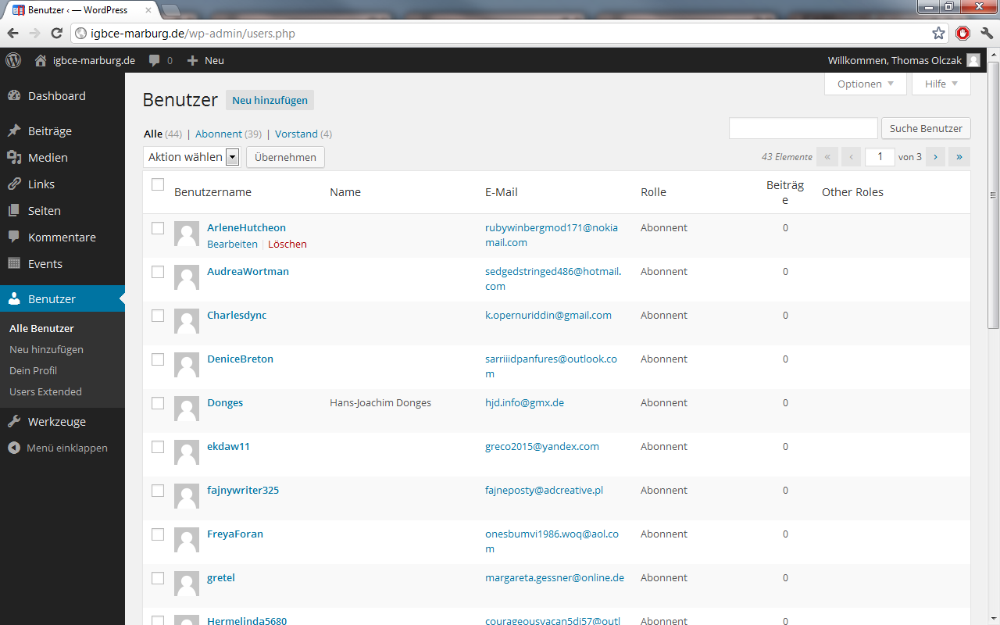 Benutzer ‹ — WordPress
igbce-marburg.de/wp-admin/users.php
igbce-marburg.de 0 Neu Willkommen, Thomas Olczak
Optionen Hilfe
Dashboard
Beiträge
Medien
Links
Seiten
Kommentare
Events
Benutzer
Alle Benutzer
Neu hinzufügen
Dein Profil
Users Extended
Werkzeuge
Menü einklappen
Benutzer Neu hinzufügen
Alle (44) | Abonnent (39) | Vorstand (4)
Suche Benutzer
Aktion wählen Übernehmen
43 Elemente « ‹ 1 von 3 › »
Benutzername Name E-Mail Rolle Beiträg
e Other Roles
ArleneHutcheon rubywinbergmod171@nokia Abonnent 0
Bearbeiten | Löschen mail.com
AudreaWortman sedgedstringed486@hotmail. Abonnent 0
com
Charlesdync k.opernuriddin@gmail.com Abonnent 0
DeniceBreton sarriiidpanfures@outlook.co Abonnent 0
m
Donges Hans-Joachim Donges hjd.info@gmx.de Abonnent 0
ekdaw11 greco2015@yandex.com Abonnent 0
fajnywriter325 fajneposty@adcreative.pl Abonnent 0
FreyaForan onesbumvi1986.woq@aol.co Abonnent 0
m
gretel margareta.gessner@online.de Abonnent 0
Hermelinda5680 courageousvacan5di57@outl Abonnent 0